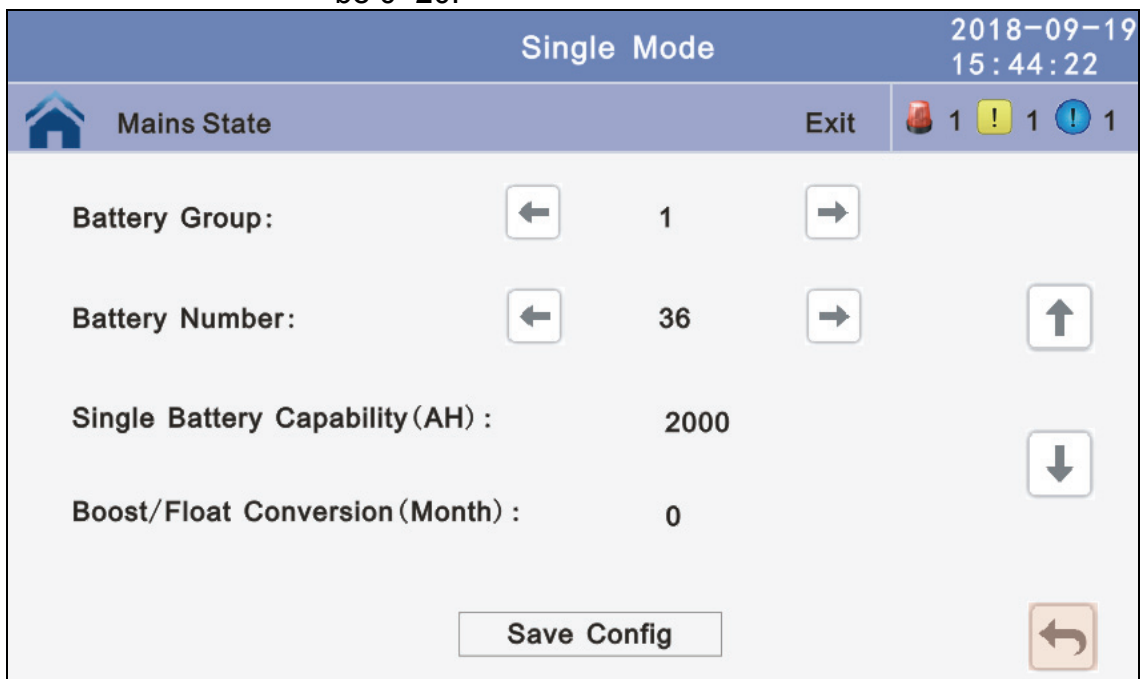 Single Mode
2018-09-19
15:44:22
Mains State
Exit
1
!
1
!
1
Battery Group:
1
Battery Number:
36
Single Battery Capability(AH):
2000
Boost/Float Conversion(Month):
0
Save Config